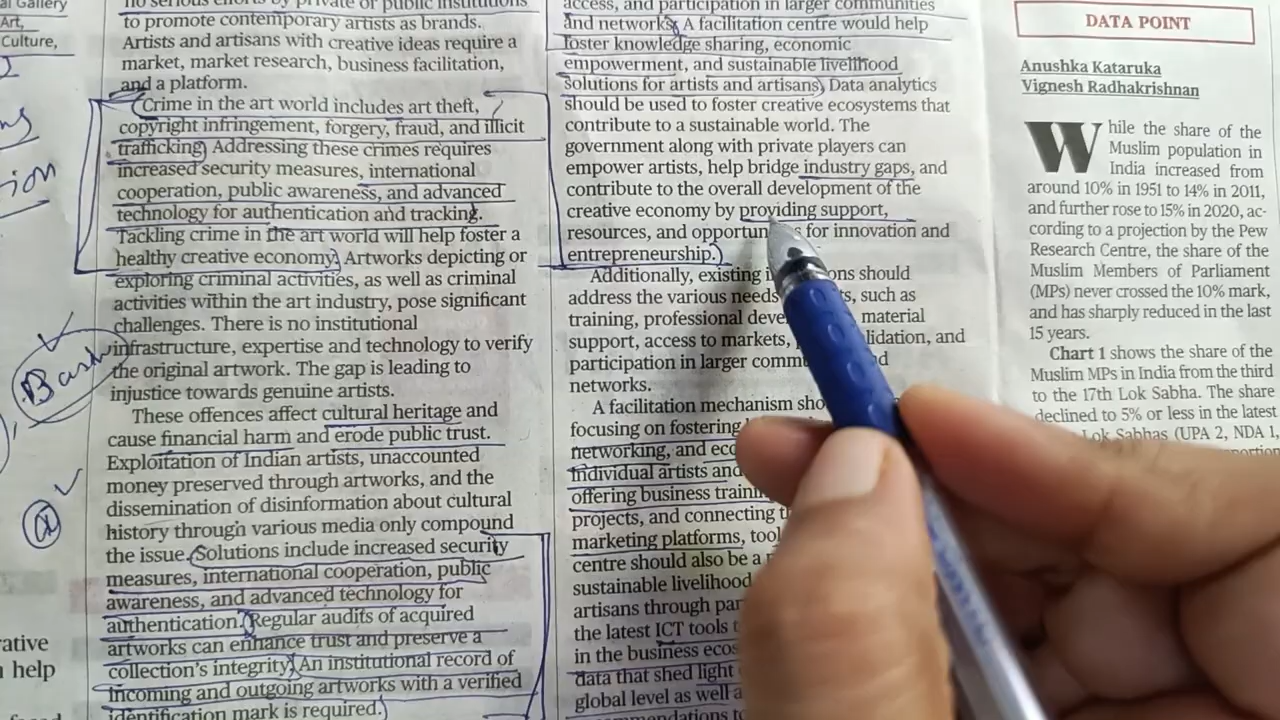 al Gallery
Art,
Culture,
rative
n help
no serious efforts by private or public institutions
to promote contemporary artists as brands.
Artists and artisans with creative ideas require a
market, market research, business facilitation,
and a platform.
Crime in the art world includes art theft,
copyright infringement, forgery, fraud, and illicit
trafficking. Addressing these crimes requires
increased security measures, international
cooperation, public awareness, and advanced
technology for authentication and tracking.
Tackling crime in the art world will help foster a
healthy creative economy. Artworks depicting or
exploring criminal activities, as well as criminal
activities within the art industry, pose significant
challenges. There is no institutional
infrastructure, expertise and technology to verify
the original artwork. The gap is leading to
injustice towards genuine artists.
These offences affect cultural heritage and
cause financial harm and erode public trust.
Exploitation of Indian artists, unaccounted
money preserved through artworks, and the
dissemination of disinformation about cultural
history through various media only compound
the issue. Solutions include increased security
measures, international cooperation, public
awareness, and advanced technology for
authentication. Regular audits of acquired
artworks can enhance trust and preserve a
collection's integrity. An institutional record of
incoming and outgoing artworks with a verified
identification mark is required.
access, and participation in larger communities
and networks. A facilitation centre would help
foster knowledge sharing, economic
empowerment, and sustainable livelihood
solutions for artists and artisans. Data analytics
should be used to foster creative ecosystems that
contribute to a sustainable world. The
government along with private players can
empower artists, help bridge industry gaps, and
contribute to the overall development of the
creative economy by providing support,
resources, and for innovation and
entrepreneurship.
Additionally, existing should
address the various needs such as
training, professional material
support, access to markets, and
participation in larger
networks.
A facilitation mechanism
focusing on fostering
networking, and
individual artists and
offering business
projects, and connecting
marketing platforms,
centre should also be a
sustainable livelihood
artisans through
the latest ICT tools
in the business
data that shed light
global level as well
DATA POINT
Anushka Kataruka
Vignesh Radhakrishnan
While the share of the
Muslim population in
India increased from
around 10% in 1951 to 14% in 2011,
and further rose to 15% in 2020, ac-
cording to a projection by the Pew
Research Centre, the share of the
Muslim Members of Parliament
(MPs) never crossed the 10% mark,
and has sharply reduced in the last
15 years.
Chart 1 shows the share of the
Muslim MPs in India from the third
to the 17th Lok Sabha. The share
declined to 5% or less in the latest
Lok Sabhas (UPA 2, NDA 1,